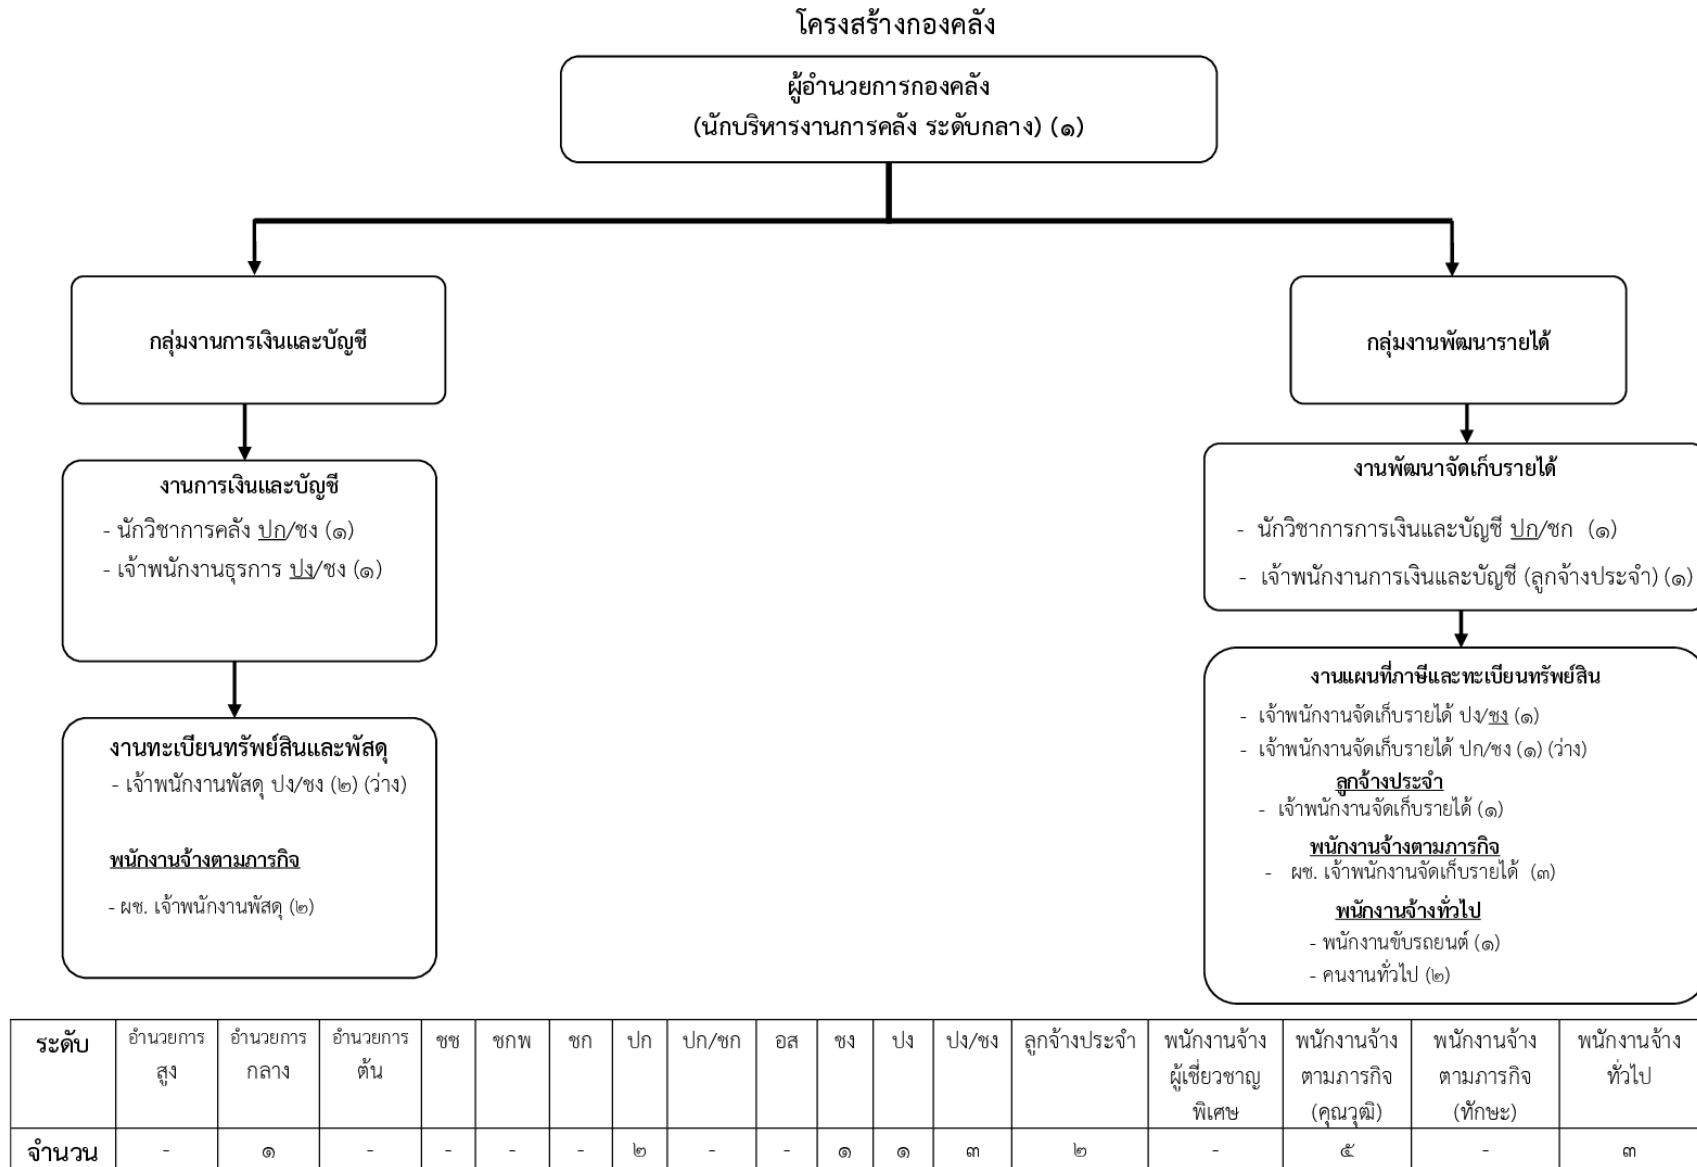 โครงสร้างกองคลัง
ผู้อำนวยการกองคลัง
(นักบริหารงานการคลัง ระดับกลาง) (๑)
กลุ่มงานการเงินและบัญชี
งานการเงินและบัญชี
- นักวิชาการคลัง ปก/ชง (๑)
- เจ้าพนักงานธุรการ ปง/ชง (๑)
งานทะเบียนทรัพย์สินและพัสดุ
- เจ้าพนักงานพัสดุ ปง/ชง (๒) (ว่าง)
พนักงานจ้างตามภารกิจ
- ผช. เจ้าพนักงานพัสดุ (๒)
กลุ่มงานพัฒนารายได้
งานพัฒนาจัดเก็บรายได้
- นักวิชาการการเงินและบัญชี ปก/ชก (๑)
- เจ้าพนักงานการเงินและบัญชี (ลูกจ้างประจำ) (๑)
งานแผนที่ภาษีและทะเบียนทรัพย์สิน
- เจ้าพนักงานจัดเก็บรายได้ ปง/ชง (๑)
- เจ้าพนักงานจัดเก็บรายได้ ปก/ชง (๑) (ว่าง)
ลูกจ้างประจำ
- เจ้าพนักงานจัดเก็บรายได้ (๑)
พนักงานจ้างตามภารกิจ
- ผช. เจ้าพนักงานจัดเก็บรายได้ (๓)
พนักงานจ้างทั่วไป
- พนักงานขับรถยนต์ (๑)
- คนงานทั่วไป (๒)
ระดับ อำนวยการ อำนวยการ อำนวยการ ชช ชกพ ชก ปก ปก/ชก อส ชง ปง ปง/ชง ลูกจ้างประจำ พนักงานจ้าง พนักงานจ้าง พนักงานจ้าง พนักงานจ้าง
สูง กลาง ต้น ผู้เชี่ยวชาญ ตามภารกิจ ตามภารกิจ ทั่วไป
พิเศษ (คุณวุฒิ) (ทักษะ)
จำนวน - ๑ - - - - ๒ - - ๑ ๑ ๓ ๒ - ๕ - ๓